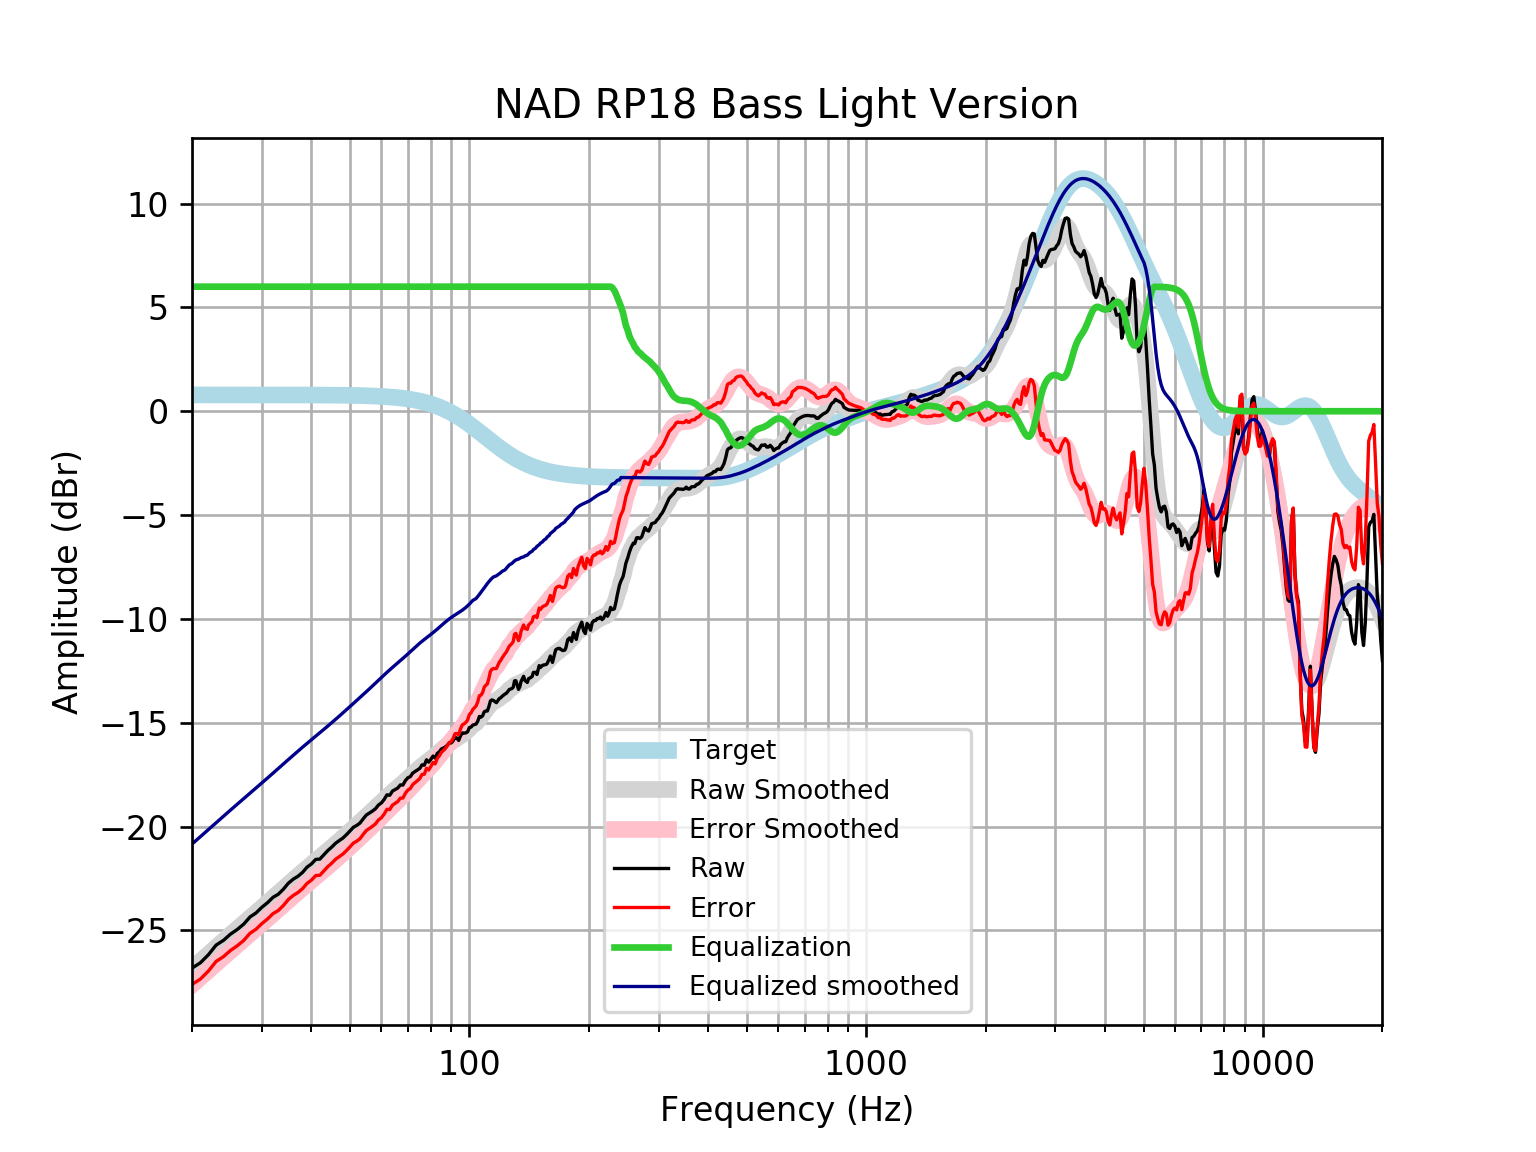 NAD RP18 Bass Light Version
Amplitude (dBr)
10
5
0
−5
−10
−15
−20
−25
Target
Raw Smoothed
Error Smoothed
Raw
Error
Equalization
Equalized smoothed
100
1000
10000
Frequency (Hz)